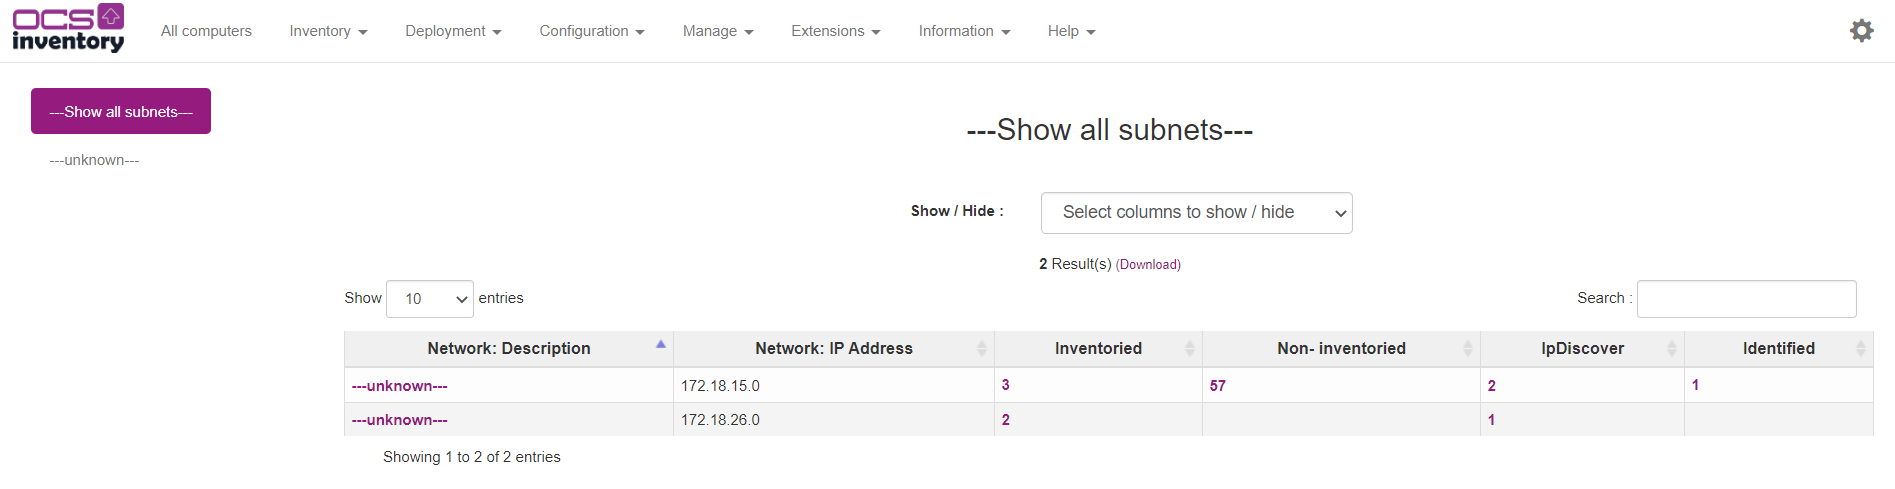 OCS
inventory
All computers Inventory Deployment Configuration Manage Extensions Information Help
---Show all subnets---
---unknown---
---Show all subnets---
Show / Hide : Select columns to show / hide
2 Result(s) (Download)
Show 10 entries Search :
Network: Description Network: IP Address Inventoried Non- inventoried IpDiscover Identified
---unknown--- 172.18.15.0 3 57 2 1
---unknown--- 172.18.26.0 2 1
Showing 1 to 2 of 2 entries